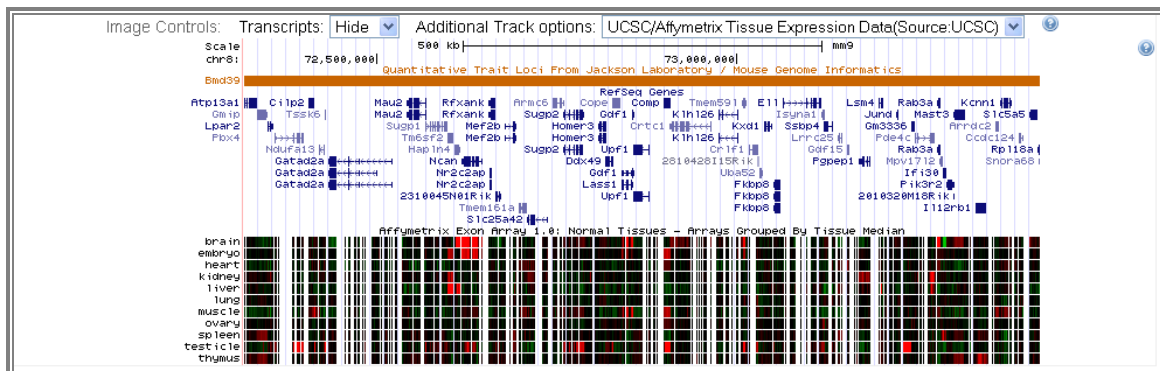 Image Controls: Transcripts: Hide Additional Track options: UCSC/Affymetrix Tissue Expression Data(Source:UCSC)
Scale 500 kb mm9
chr8: 72,500,000 73,000,000
Quantitative Trait Loci From Jackson Laboratory / Mouse Genome Informatics
Bmd39
RefSeq Genes
Atp13a1 Cilp2 Mau2 Rfxank Armc6 Cope Comp Tmem59l Ell Lsm4 Rab3a Kcnn1
Gmip Tssk6 Mau2 Rfxank Sugp2 Gdf1 Klhl26 Isyna1 Jund Mast3 Slc5a5
Lpar2 Sugp1 Mef2b Homer3 Crtc1 Kxd1 Ssbp4 Gm3336 Arrdc2
Pbx4 Tm6sf2 Mef2b Homer3 Klhl26 Lrrc25 Pde4c Ccdc124
Ndufa13 Hapln4 Sugp2 Upf1 Crlf1 Gdf15 Rab3a Rpl18a
Gatad2a Ncan Ddx49 2810428I15Rik Pgpep1 Mpv17l2 Snora68
Gatad2a Nr2c2ap Gdf1 Uba52 Ifi30
Gatad2a Nr2c2ap Lass1 Fkbp8 Pik3r2
2310045N01Rik Upf1 Fkbp8 2010320M18Rik
Tmem161a Fkbp8 Il12rb1
Slc25a42
Affymetrix Exon Array 1.0: Normal Tissues - Arrays Grouped By Tissue Median
brain
embryo
heart
kidney
liver
lung
muscle
ovary
spleen
testicle
thymus